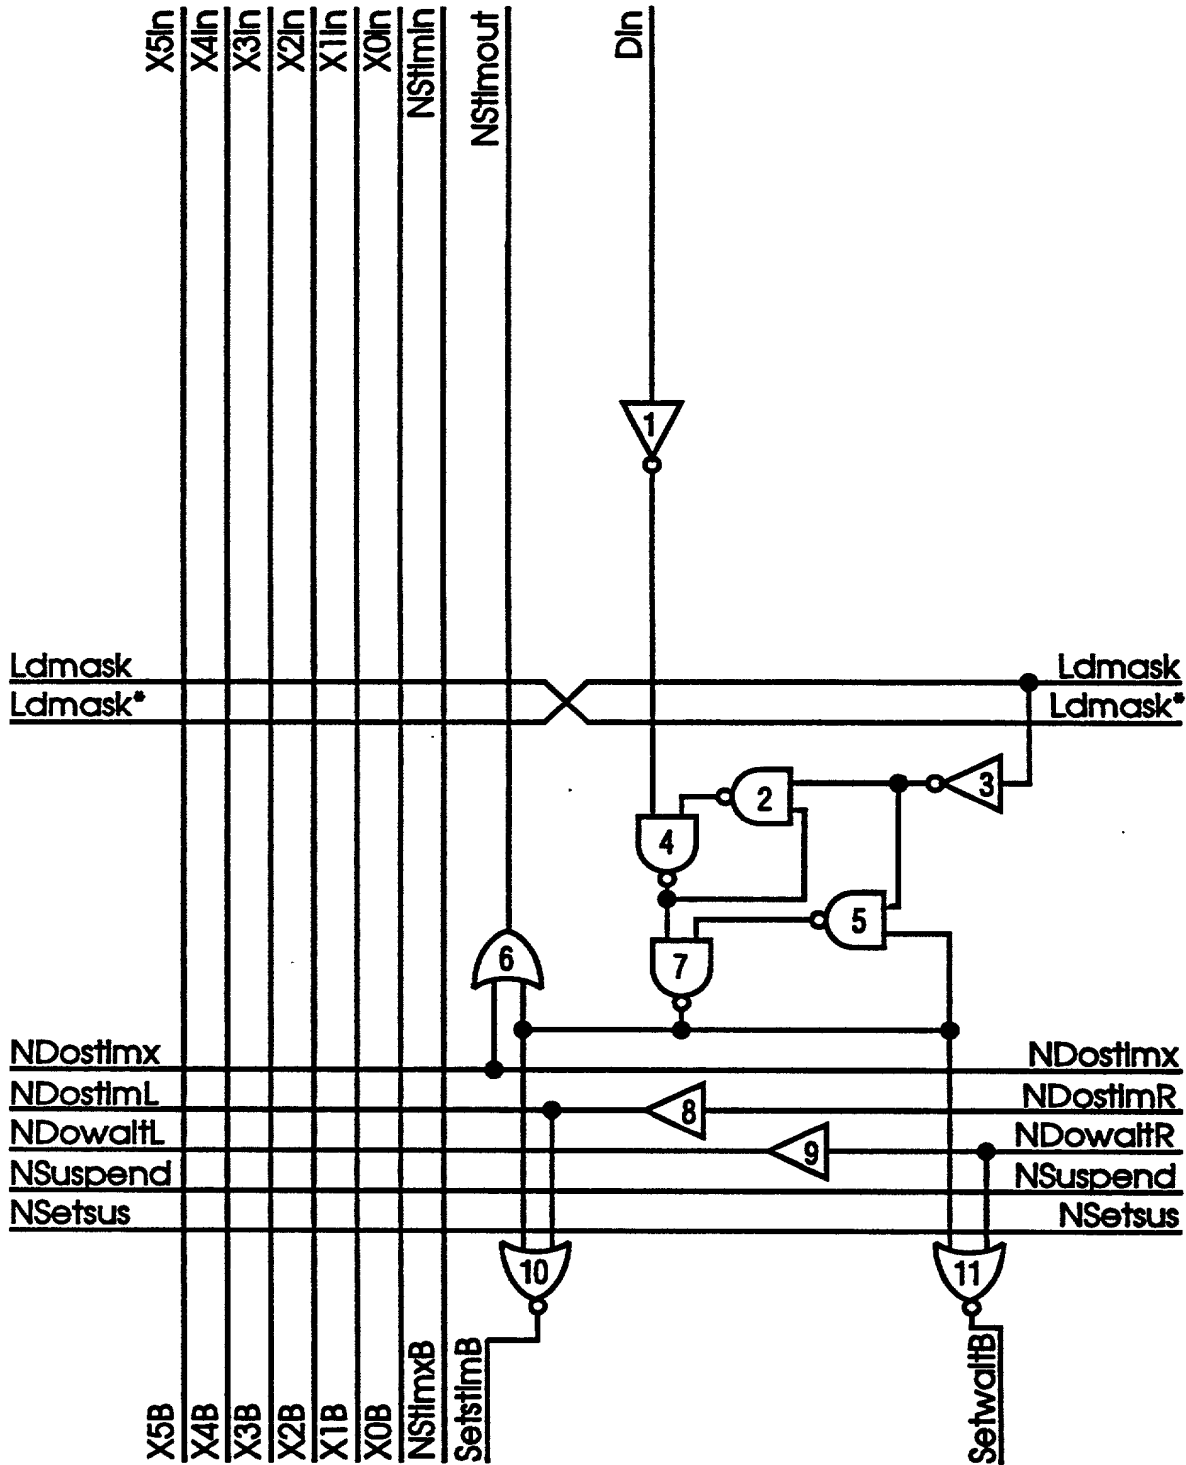 X5In
X4In
X3In
X2In
X1In
X0In
NStimIn
NStimout
DIn
1
Ldmask
Ldmask
Ldmask*
Ldmask*
3
2
4
5
6
7
NDostimx
NDostimx
NDostimL
8
NDostimR
NDowaitL
9
NDowaitR
NSuspend
NSuspend
NSetsus
NSetsus
10
11
X5B
X4B
X3B
X2B
X1B
X0B
NStimxB
SetstimB
SetwaitB